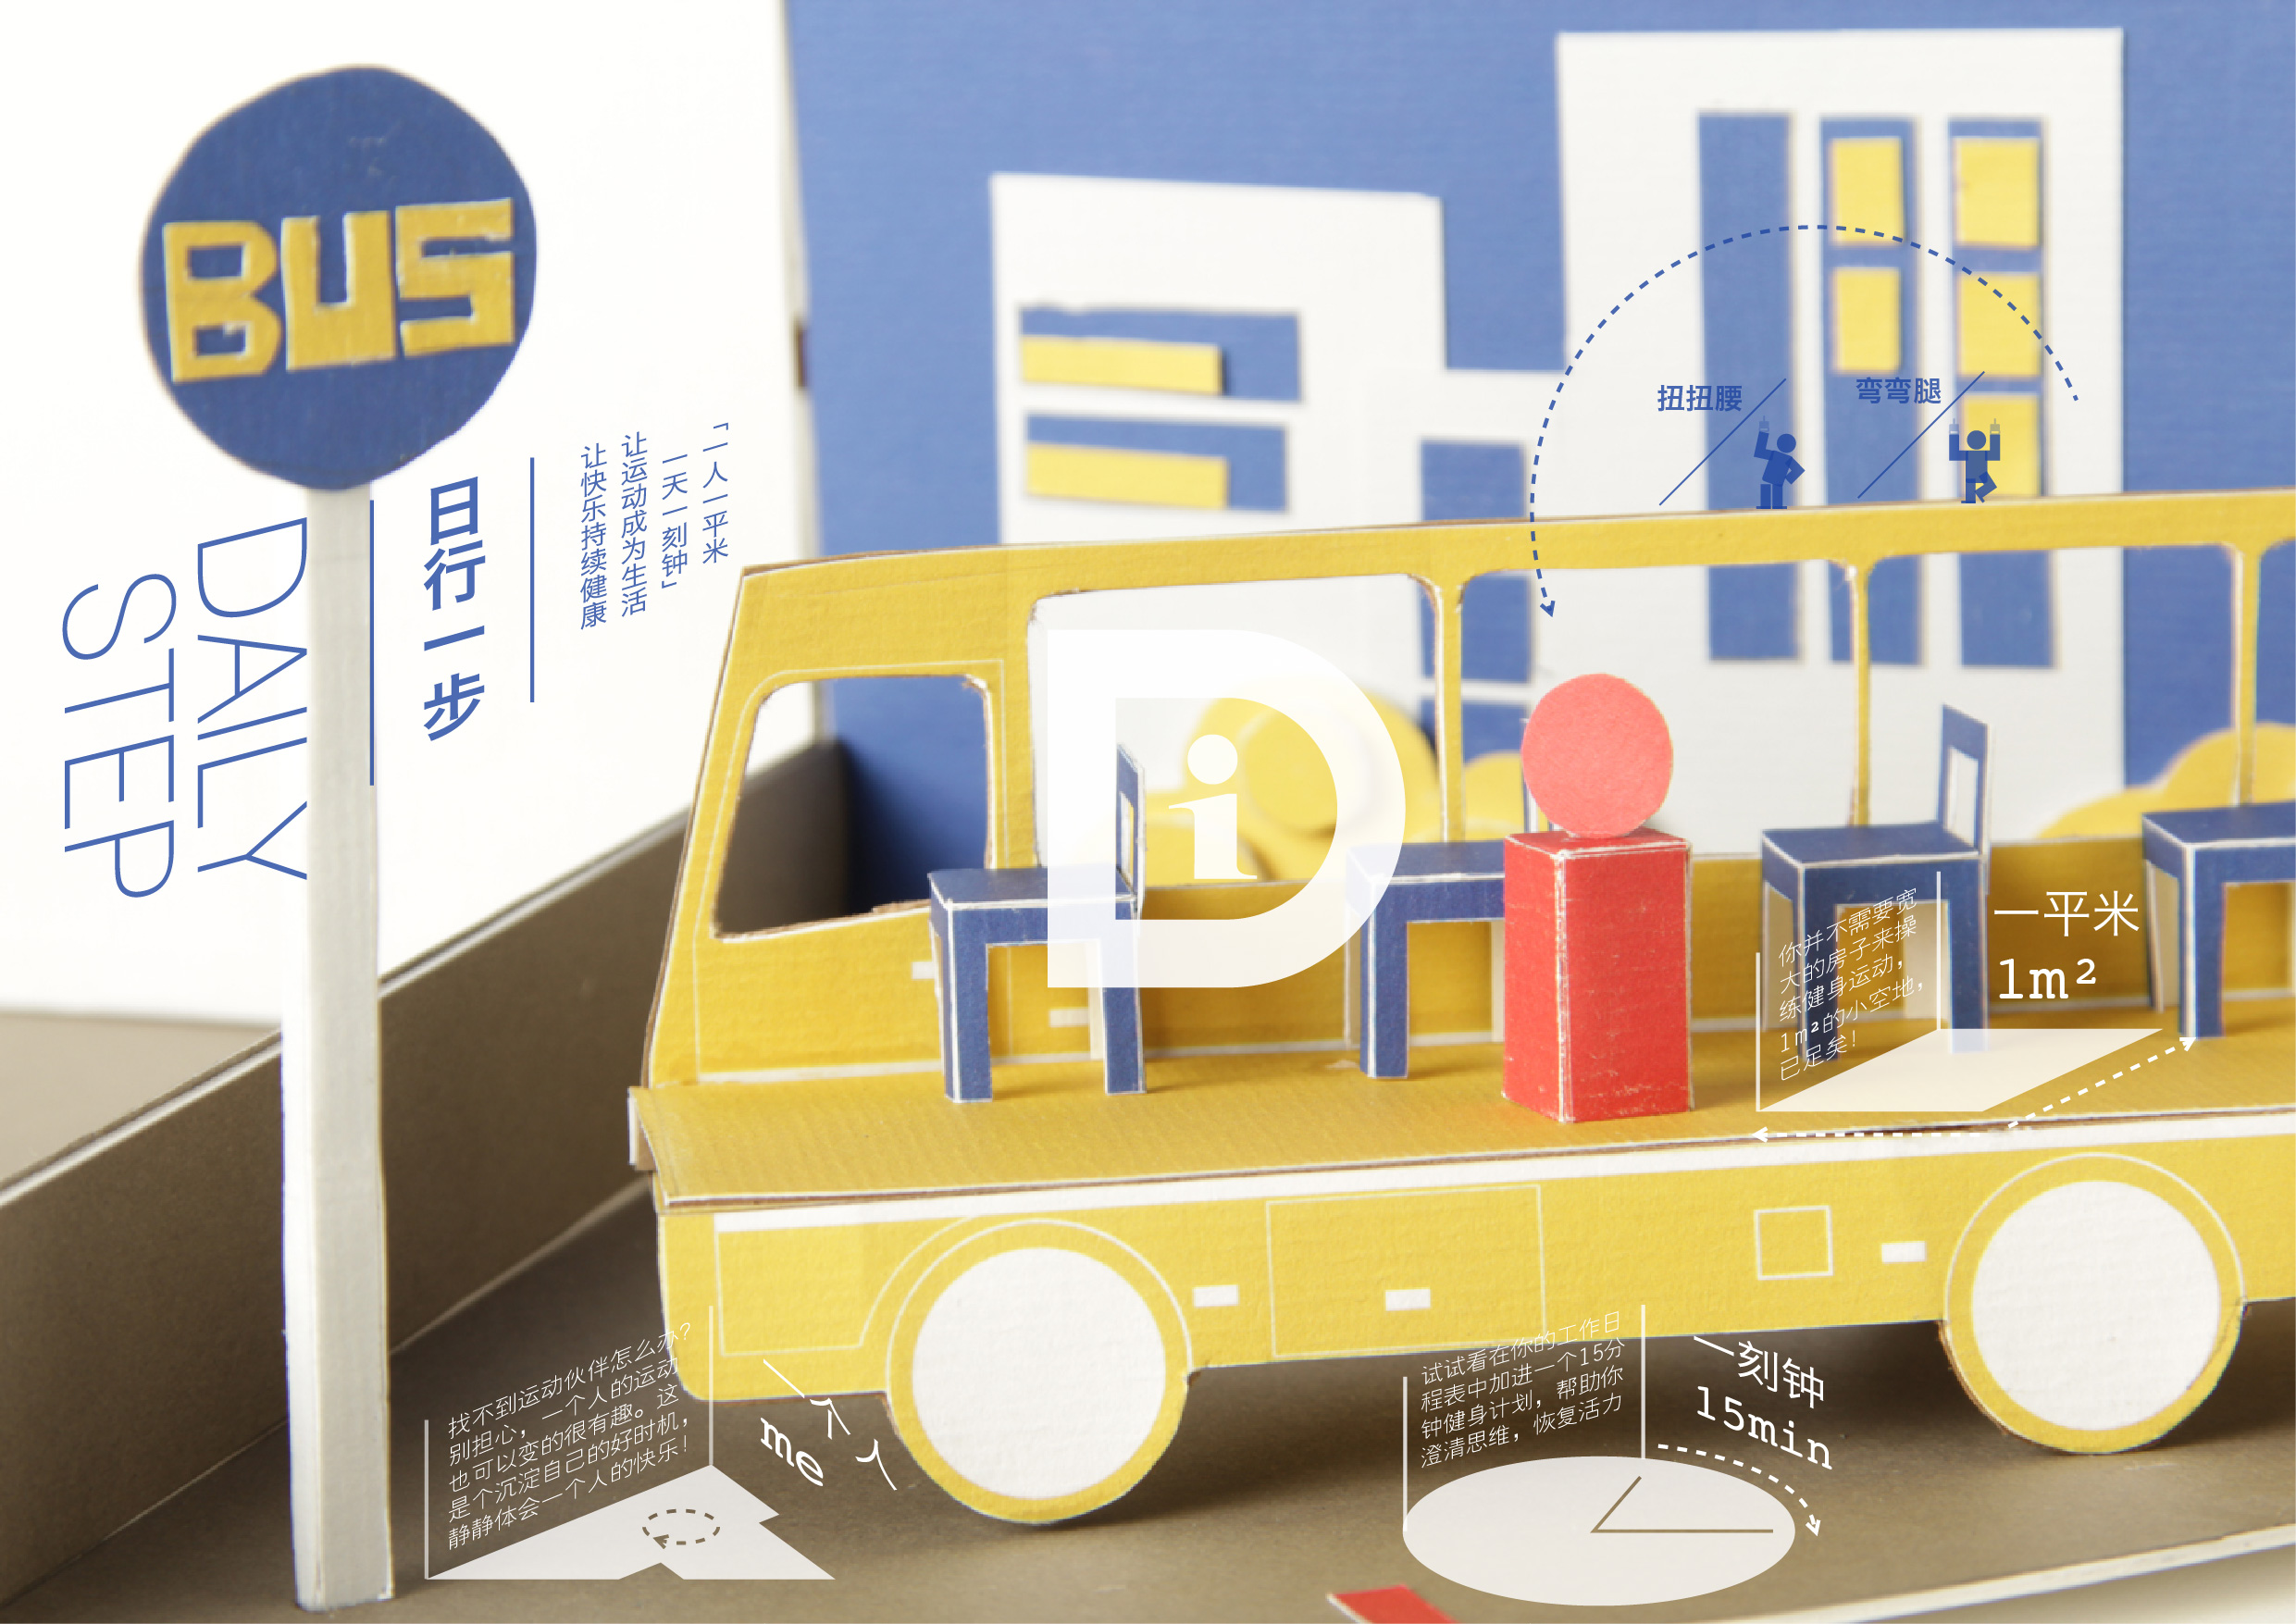 BUS
DAILY
STEP
日行一步
「一人一平米
一天一刻钟」
让运动成为生活
让快乐持续健康
扭扭腰
弯弯腿
Di
你并不需要宽
大的房子来操
练健身运动，
1m²的小空地，
已足矣！
一平米
1m²
找不到运动伙伴怎么办？
别担心，一个人的运动
也可以变的很有趣。这
是个沉淀自己的好时机，
静静体会一个人的快乐！
一个人
me
试试看在你的工作日
程表中加进一个15分
钟健身计划，帮助你
澄清思维，恢复活力
一刻钟
15min